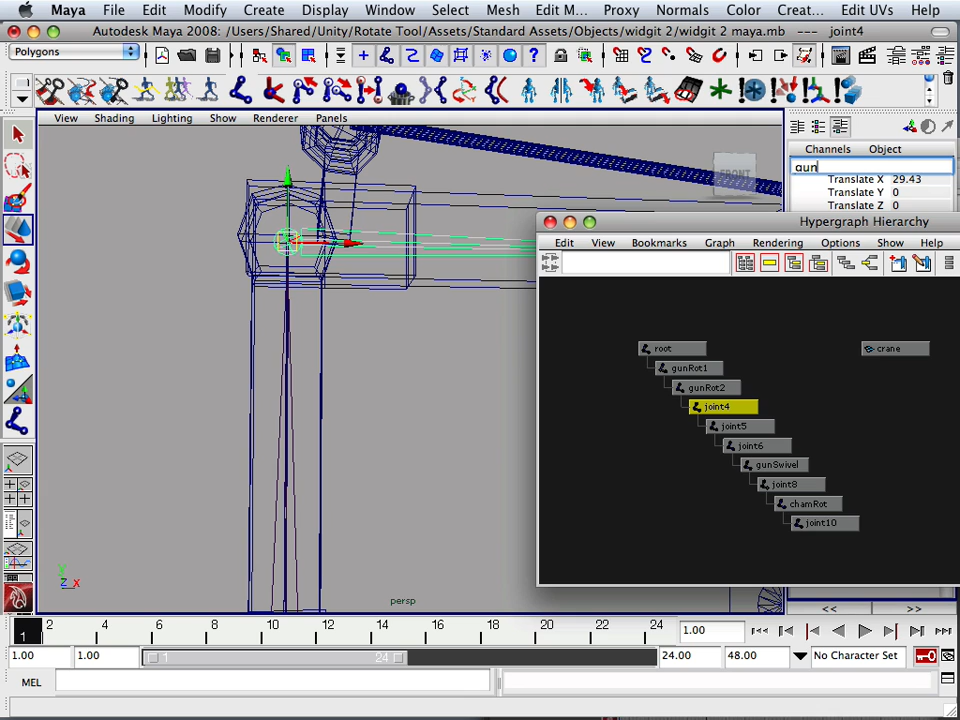 Maya File Edit Modify Create Display Window Select Mesh Edit M... Proxy Normals Color Creat... Edit UVs Help
Autodesk Maya 2008: /Users/Shared/Unity/Rotate Tool/Assets/Standard Assets/Objects/widgit 2/widgit 2 maya.mb --- joint4
Polygons
View Shading Lighting Show Renderer Panels
Channels Object
gun
Translate X 29.43
Translate Y 0
Translate Z 0
FRONT
Hypergraph Hierarchy
Edit View Bookmarks Graph Rendering Options Show Help
root
crane
gunRot1
gunRot2
joint4
joint5
joint6
gunSwivel
joint8
chamRot
joint10
y
z x
persp
<< >>
1 2 4 6 8 10 12 14 16 18 20 22 24
1.00
1.00 1.00 1 24 24.00 48.00 No Character Set
MEL